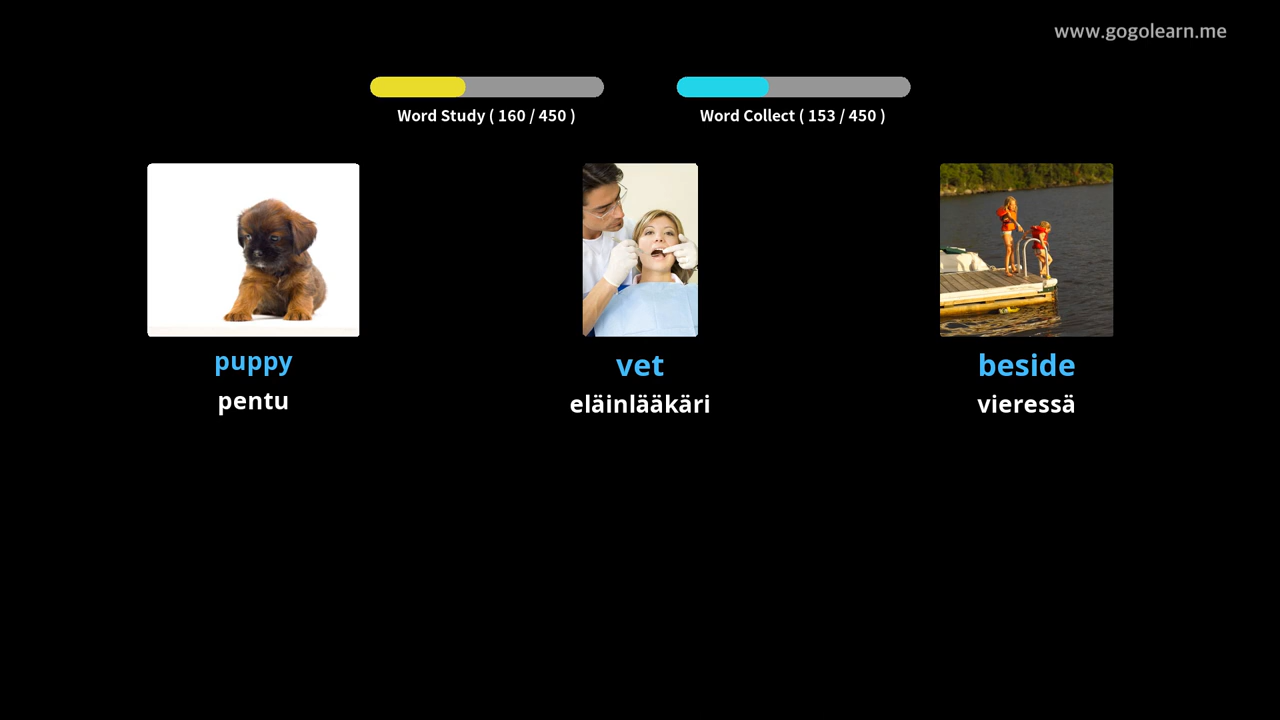 www.gogolearn.me
Word Study ( 160 / 450 )
Word Collect ( 153 / 450 )
puppy
pentu
vet
eläinlääkäri
beside
vieressä